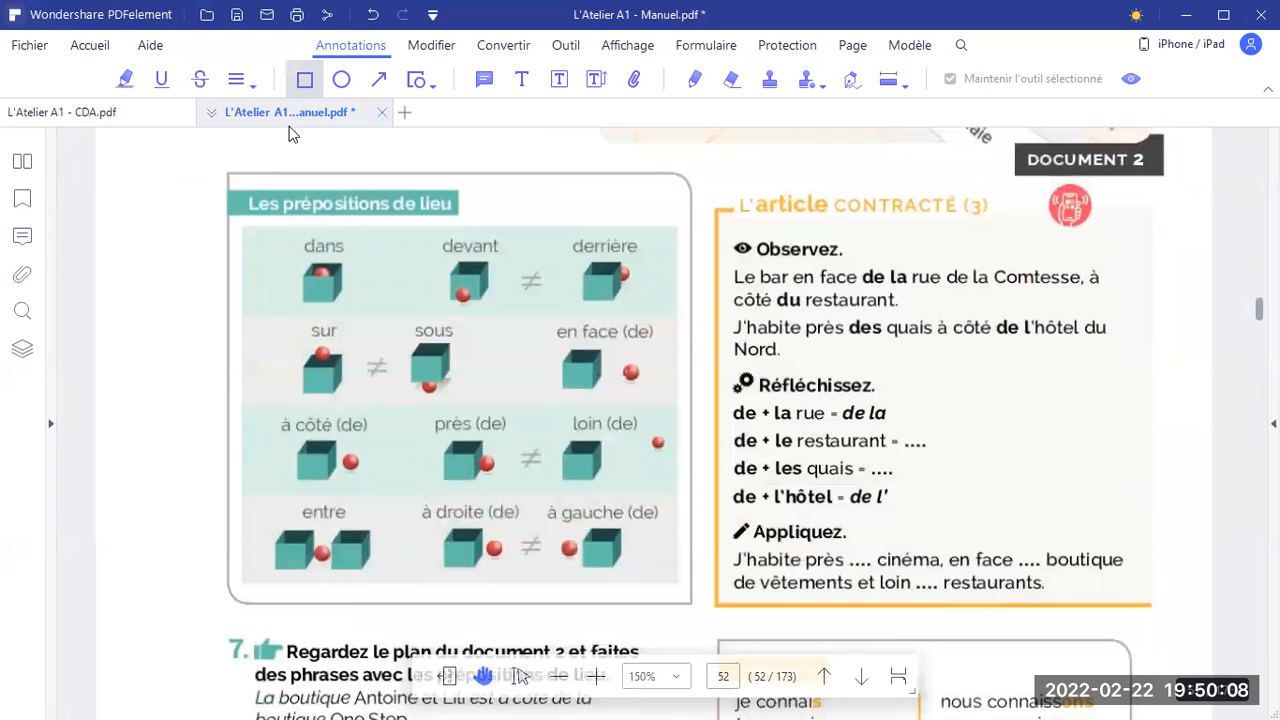 Wondershare PDFelement
L'Atelier A1 - Manuel.pdf *
Fichier Accueil Aide Annotations Modifier Convertir Outil Affichage Formulaire Protection Page Modèle iPhone / iPad
Maintenir l'outil sélectionné
L'Atelier A1 - CDA.pdf L'Atelier A1...anuel.pdf *
DOCUMENT 2
Les prépositions de lieu
dans devant derrière
≠
sur sous en face (de)
≠
à côté (de) près (de) loin (de)
≠
entre à droite (de) à gauche (de)
≠
L'article CONTRACTÉ (3)
Observez.
Le bar en face de la rue de la Comtesse, à
côté du restaurant.
J'habite près des quais à côté de l'hôtel du
Nord.
Réfléchissez.
de + la rue = de la
de + le restaurant = ....
de + les quais = ....
de + l'hôtel = de l'
Appliquez.
J'habite près .... cinéma, en face .... boutique
de vêtements et loin .... restaurants.
7. Regardez le plan du document 2 et faites
des phrases avec les prépositions de lieu.
La boutique Antoine et Lili est à côté de la
boutique One Step.
je connais nous connaissons
150% 52 ( 52 / 173)
2022-02-22 19:50:08